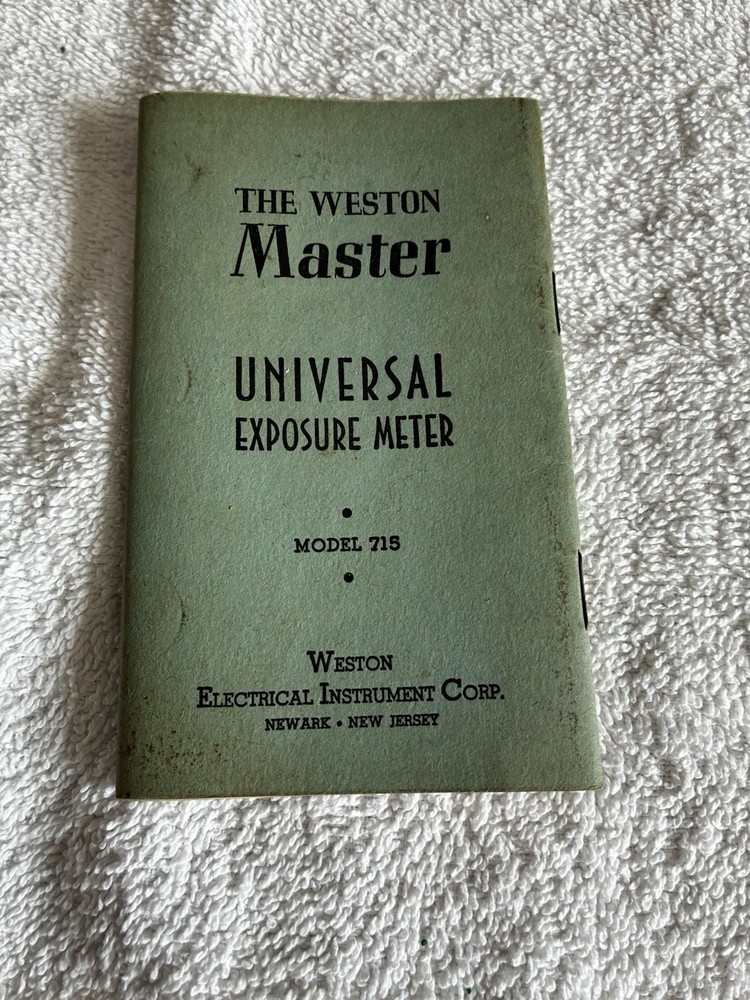 THE WESTON
Master
UNIVERSAL
EXPOSURE METER
•
MODEL 715
•
WESTON
ELECTRICAL INSTRUMENT CORP.
NEWARK • NEW JERSEY